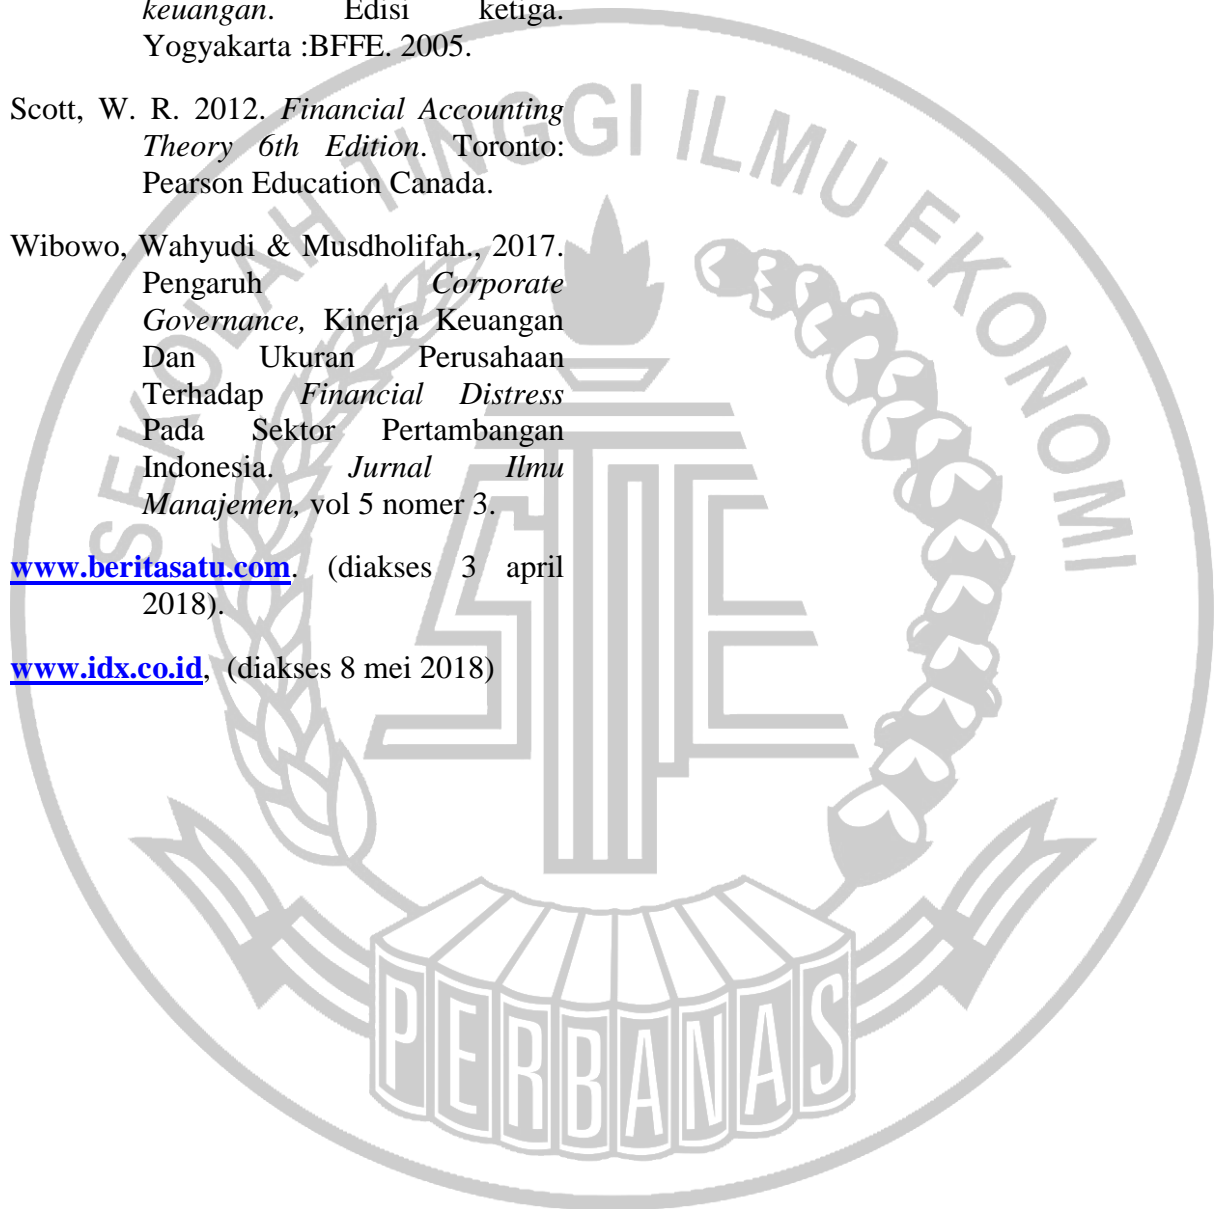 keuangan. Edisi ketiga.
Yogyakarta :BFFE. 2005.
Scott, W. R. 2012. Financial Accounting
Theory 6th Edition. Toronto:
Pearson Education Canada.
Wibowo, Wahyudi & Musdholifah., 2017.
Pengaruh Corporate
Governance, Kinerja Keuangan
Dan Ukuran Perusahaan
Terhadap Financial Distress
Pada Sektor Pertambangan
Indonesia. Jurnal Ilmu
Manajemen, vol 5 nomer 3.
www.beritasatu.com. (diakses 3 april
2018).
www.idx.co.id, (diakses 8 mei 2018)
SEKOLAH TINGGI ILMU EKONOMI
PERBANAS